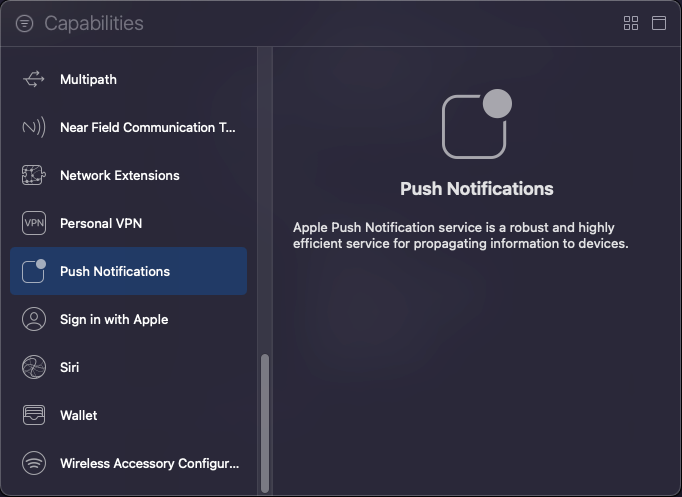 Capabilities
Multipath
Near Field Communication T...
Network Extensions
VPN
Personal VPN
Push Notifications
Sign in with Apple
Siri
Wallet
Wireless Accessory Configur...
Push Notifications
Apple Push Notification service is a robust and highly
efficient service for propagating information to devices.